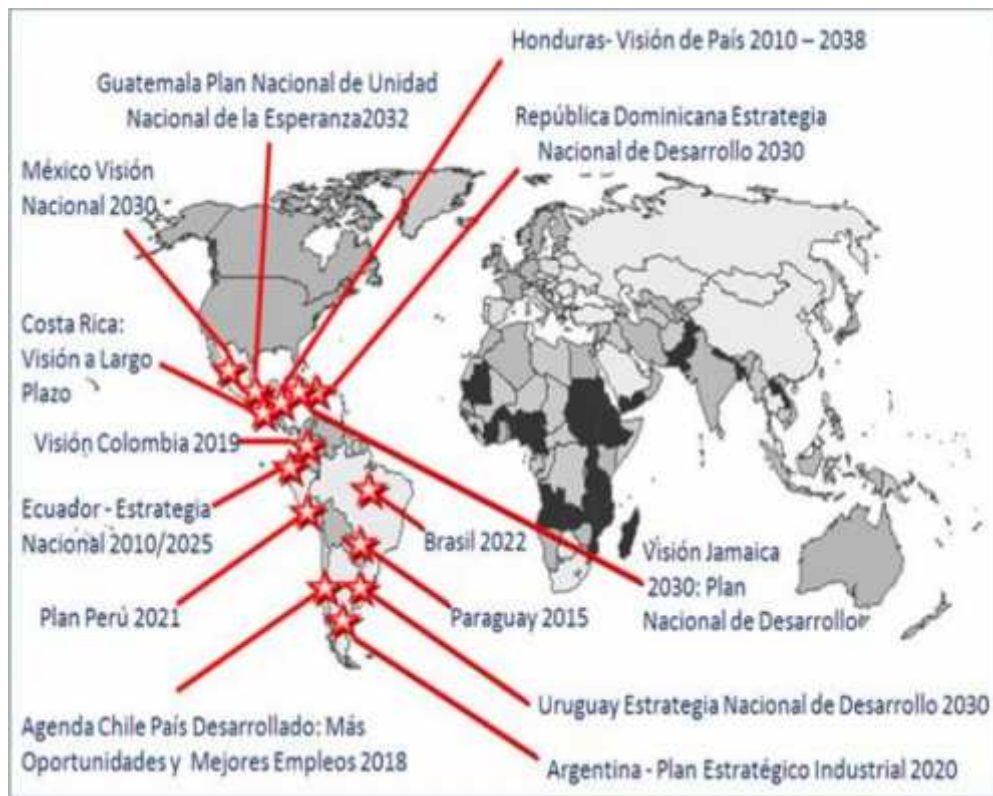 Honduras- Visión de País 2010 – 2038
Guatemala Plan Nacional de Unidad
Nacional de la Esperanza2032
República Dominicana Estrategia
Nacional de Desarrollo 2030
México Visión
Nacional 2030
Costa Rica:
Visión a Largo
Plazo
Visión Colombia 2019
Ecuador - Estrategia
Nacional 2010/2025
Brasil 2022
Visión Jamaica
2030: Plan
Nacional de Desarrollo
Plan Perú 2021
Paraguay 2015
Uruguay Estrategia Nacional de Desarrollo 2030
Agenda Chile País Desarrollado: Más
Oportunidades y Mejores Empleos 2018
Argentina - Plan Estratégico Industrial 2020